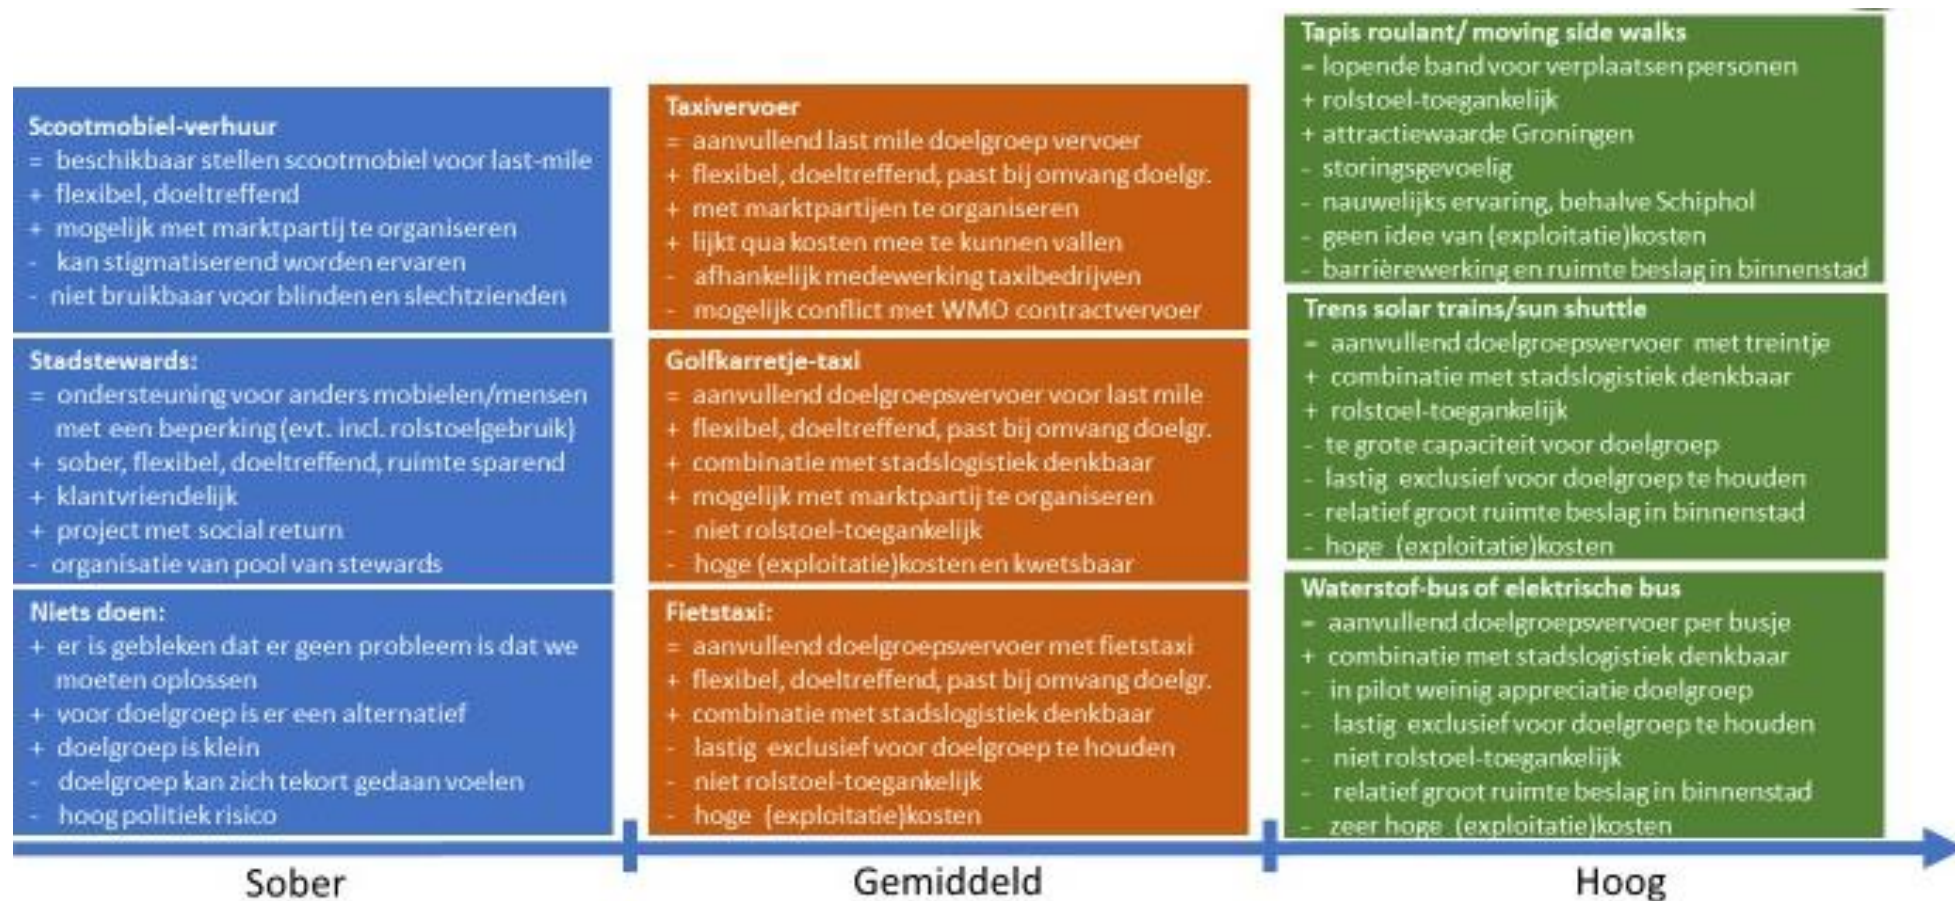 Scootmobiel-verhuur
= beschikbaar stellen scootmobiel voor last-mile
+ flexibel, doeltreffend
+ mogelijk met marktpartij te organiseren
- kan stigmatiserend worden ervaren
- niet bruikbaar voor blinden en slechtzienden
Stadstewards:
= ondersteuning voor anders mobielen/mensen
met een beperking (evt. incl. rolstoelgebruik)
+ sober, flexibel, doeltreffend, ruimte sparend
+ klantvriendelijk
+ project met social return
- organisatie van pool van stewards
Niets doen:
+ er is gebleken dat er geen probleem is dat we
moeten oplossen
+ voor doelgroep is er een alternatief
+ doelgroep is klein
- doelgroep kan zich tekort gedaan voelen
- hoog politiek risico
Sober
Taxivervoer
= aanvullend last mile doelgroep vervoer
+ flexibel, doeltreffend, past bij omvang doelgr.
+ met marktpartijen te organiseren
+ lijkt qua kosten mee te kunnen vallen
- afhankelijk medewerking taxibedrijven
- mogelijk conflict met WMO contractvervoer
Golfkarretje-taxi
= aanvullend doelgroepsvervoer voor last mile
+ flexibel, doeltreffend, past bij omvang doelgr.
+ combinatie met stadslogistiek denkbaar
+ mogelijk met marktpartij te organiseren
- niet rolstoel-toegankelijk
- hoge (exploitatie)kosten en kwetsbaar
Fietstaxi:
= aanvullend doelgroepsvervoer met fietstaxi
+ flexibel, doeltreffend, past bij omvang doelgr.
+ combinatie met stadslogistiek denkbaar
- lastig exclusief voor doelgroep te houden
- niet rolstoel-toegankelijk
- hoge (exploitatie)kosten
Gemiddeld
Tapis roulant/ moving side walks
= lopende band voor verplaatsen personen
+ rolstoel-toegankelijk
+ attractiewaarde Groningen
- storingsgevoelig
- nauwelijks ervaring, behalve Schiphol
- geen idee van (exploitatie)kosten
- barrièrewerking en ruimte beslag in binnenstad
Trens solar trains/sun shuttle
= aanvullend doelgroepsvervoer met treintje
+ combinatie met stadslogistiek denkbaar
+ rolstoel-toegankelijk
- te grote capaciteit voor doelgroep
- lastig exclusief voor doelgroep te houden
- relatief groot ruimte beslag in binnenstad
- hoge (exploitatie)kosten
Waterstof-bus of elektrische bus
= aanvullend doelgroepsvervoer per busje
+ combinatie met stadslogistiek denkbaar
- in pilot weinig appreciatie doelgroep
- lastig exclusief voor doelgroep te houden
- niet rolstoel-toegankelijk
- relatief groot ruimte beslag in binnenstad
- zeer hoge (exploitatie)kosten
Hoog